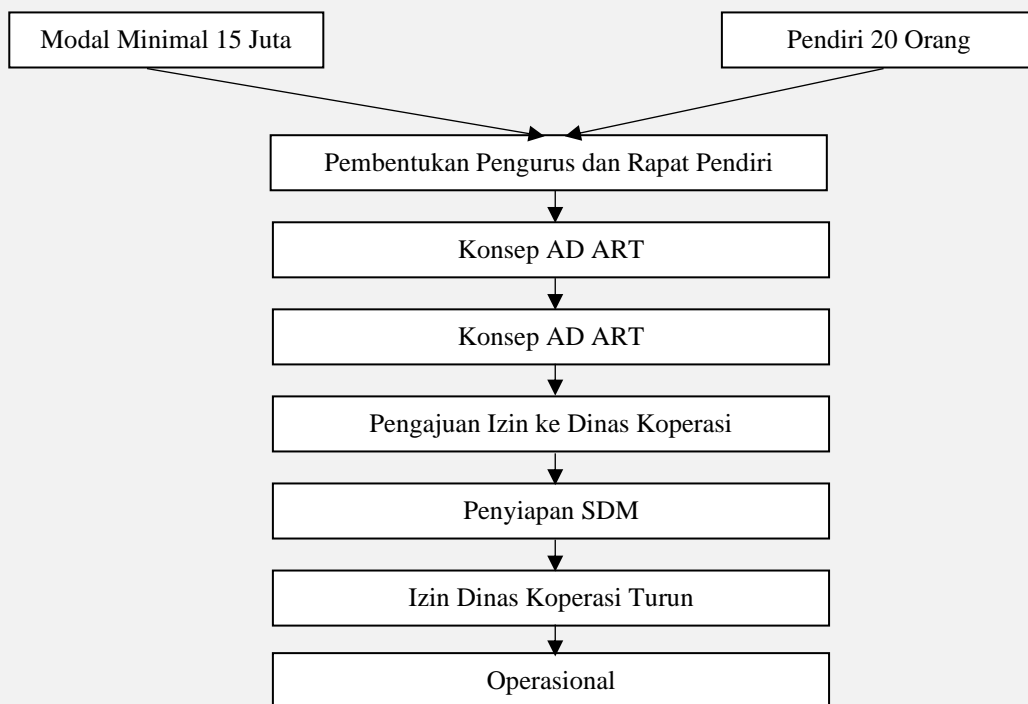 Modal Minimal 15 Juta
Pendiri 20 Orang
Pembentukan Pengurus dan Rapat Pendiri
Konsep AD ART
Konsep AD ART
Pengajuan Izin ke Dinas Koperasi
Penyiapan SDM
Izin Dinas Koperasi Turun
Operasional